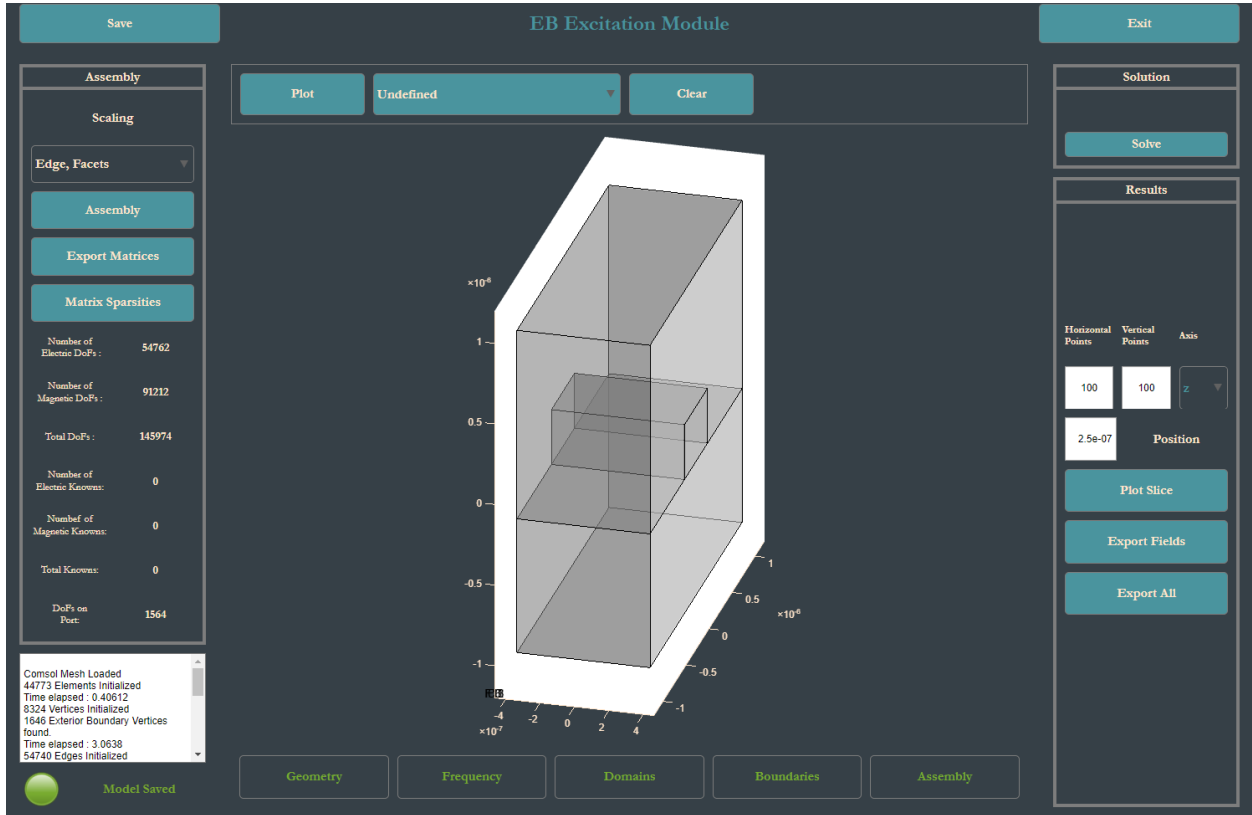 Save
EB Excitation Module
Exit
Assembly
Scaling
Edge, Facets
Assembly
Export Matrices
Matrix Sparsities
Number of
Electric DoFs :
54762
Number of
Magnetic DoFs :
91212
Total DoFs :
145974
Number of
Electric Knowns:
0
Numbef of
Magnetic Knowns:
0
Total Knowns:
0
DoFs on
Port:
1564
Comsol Mesh Loaded
44773 Elements Initialized
Time elapsed : 0.40612
8324 Vertices Initialized
1646 Exterior Boundary Vertices
found.
Time elapsed : 3.0638
54740 Edges Initialized
Model Saved
Plot
Undefined
Clear
×10⁻⁶
1
0.5
0
-0.5
-1
-4
-2
0
2
4
×10⁻⁷
-1
-0.5
0
0.5
1
×10⁻⁶
Geometry
Frequency
Domains
Boundaries
Assembly
Solution
Solve
Results
Horizontal
Points
Vertical
Points
Axis
100
100
z
2.5e-07
Position
Plot Slice
Export Fields
Export All